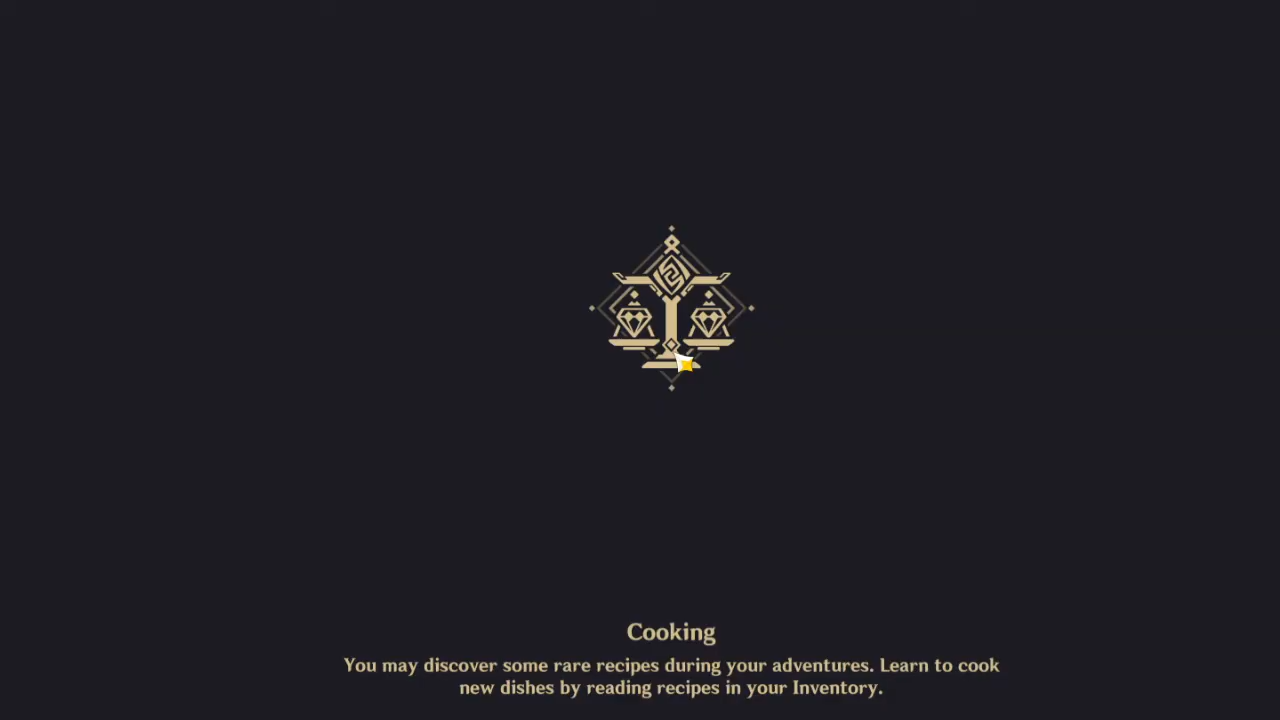 Cooking
You may discover some rare recipes during your adventures. Learn to cook
new dishes by reading recipes in your Inventory.